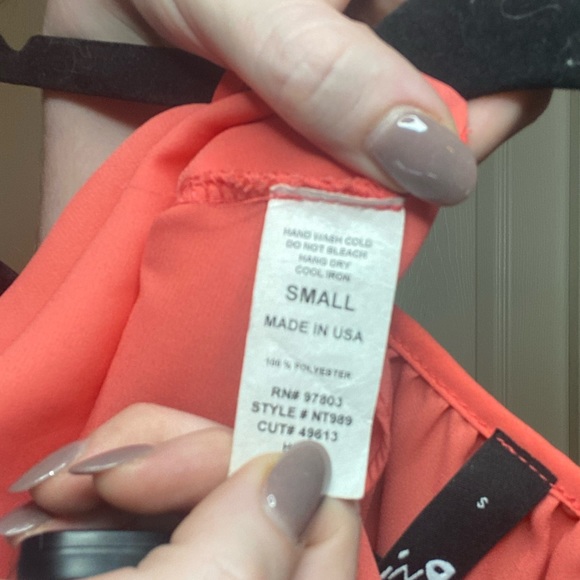 HAND WASH COLD
DO NOT BLEACH
HANG DRY
COOL IRON
SMALL
MADE IN USA
100 % POLYESTER
RN# 97803
STYLE # NT989
CUT# 49613
S